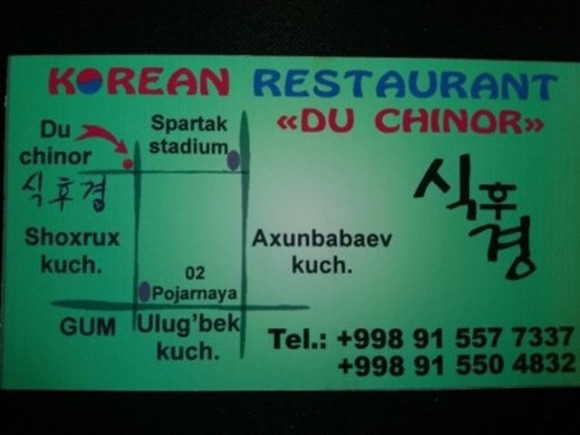 KOREAN RESTAURANT
«DU CHINOR»
Du
chinor
식후경
Spartak
stadium
식후경
Shoxrux
kuch.
Axunbabaev
kuch.
02
Pojarnaya
GUM
Ulug'bek
kuch.
Tel.: +998 91 557 7337
+998 91 550 4832